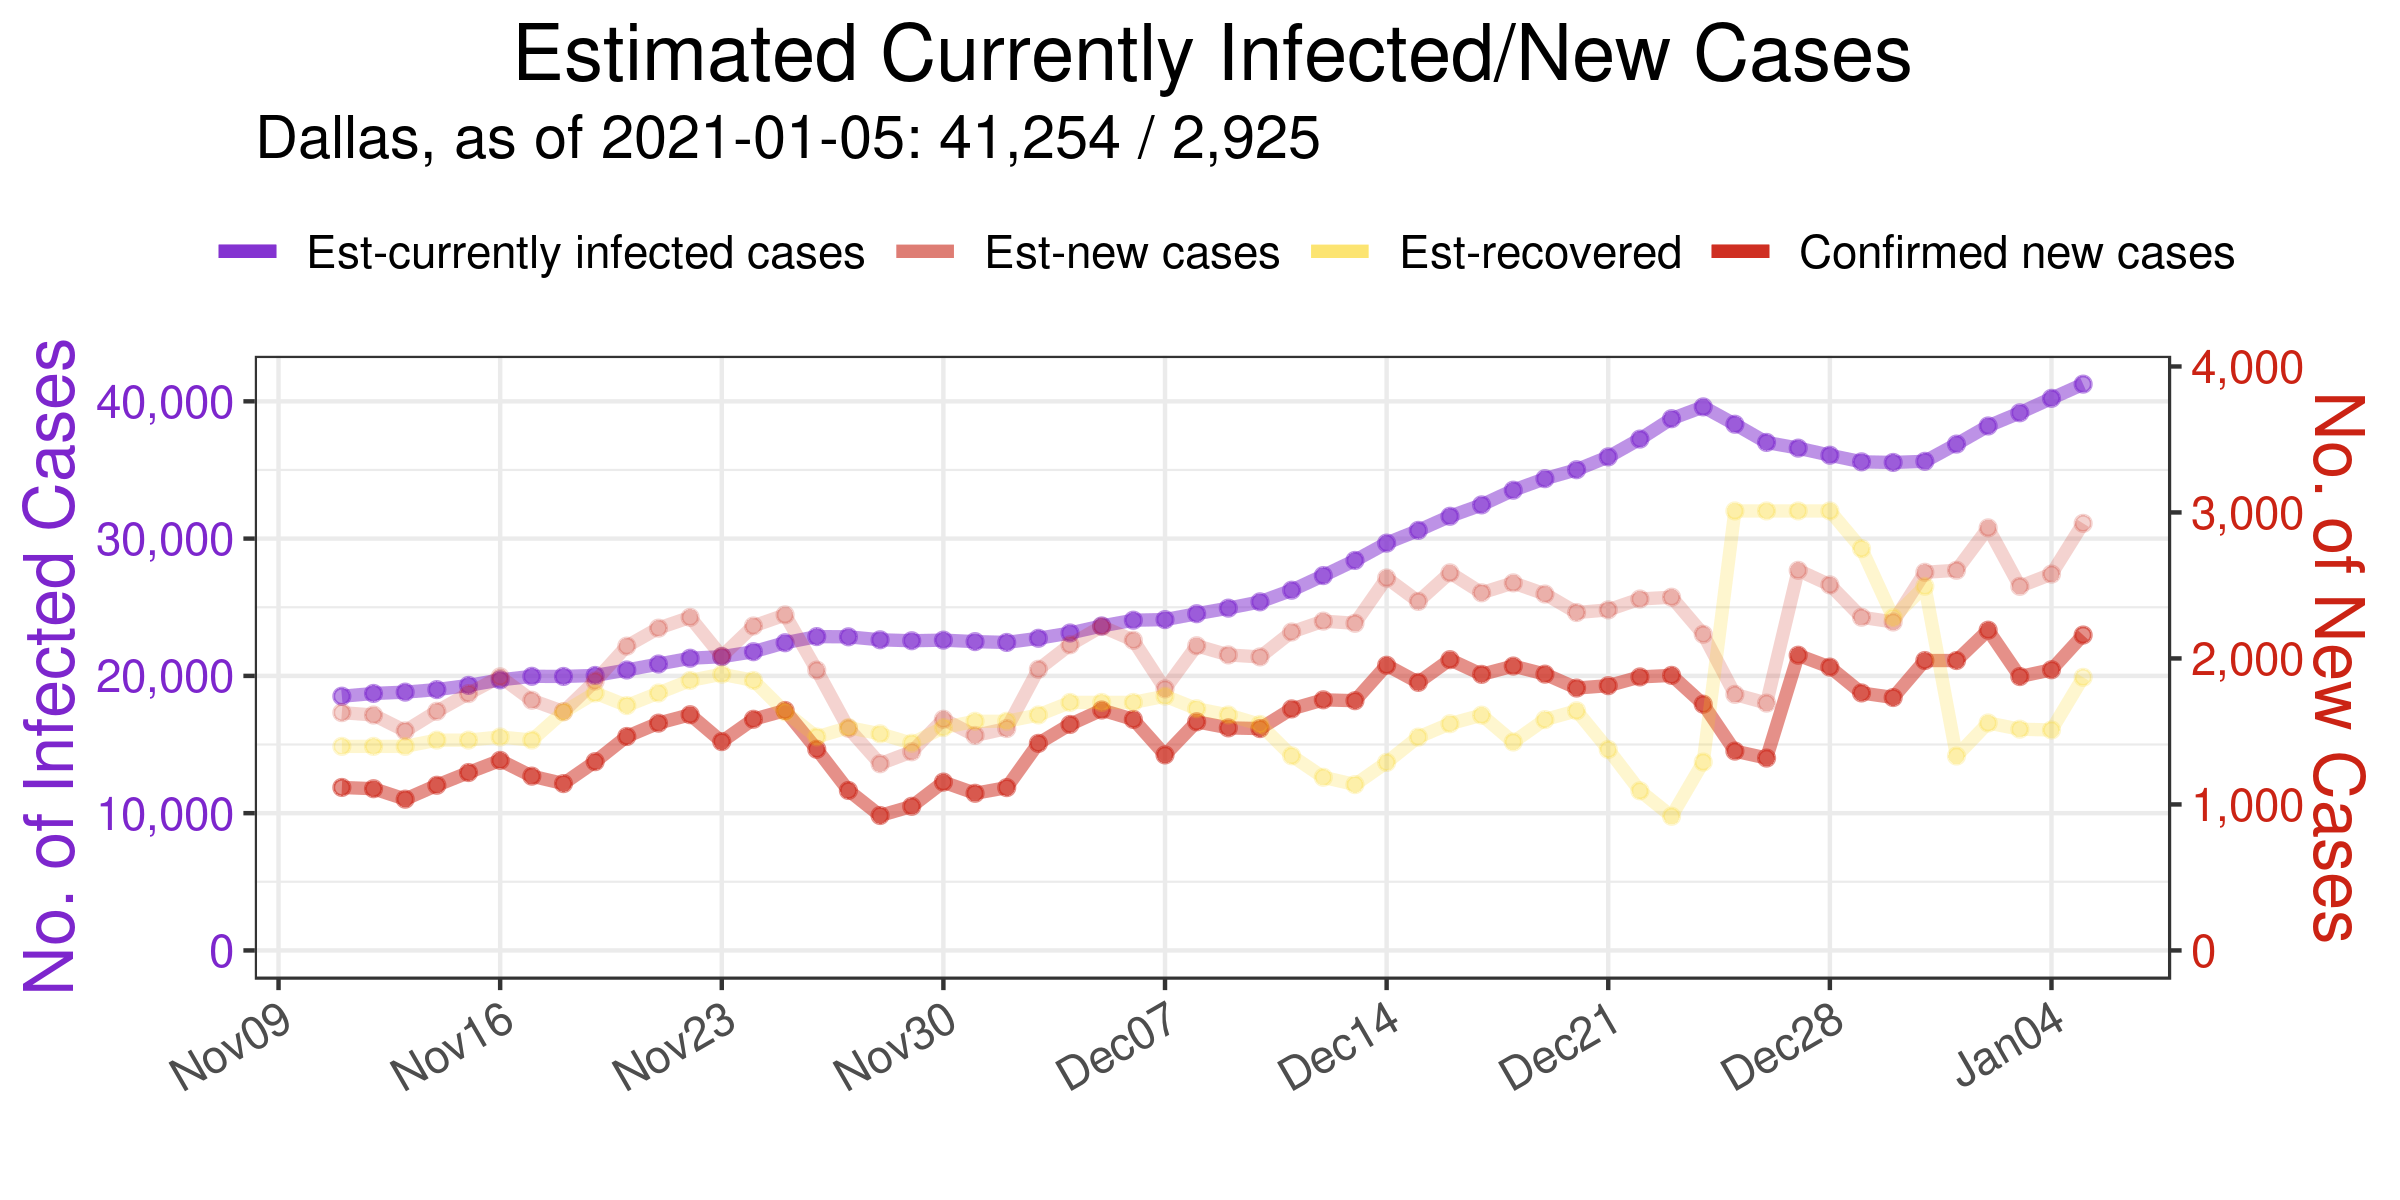 Estimated Currently Infected/New Cases
Dallas, as of 2021-01-05: 41,254 / 2,925
Est-currently infected cases Est-new cases Est-recovered Confirmed new cases
No. of Infected Cases
40,000
30,000
20,000
10,000
0
4,000
3,000
2,000
1,000
0
No. of New Cases
Nov09 Nov16 Nov23 Nov30 Dec07 Dec14 Dec21 Dec28 Jan04